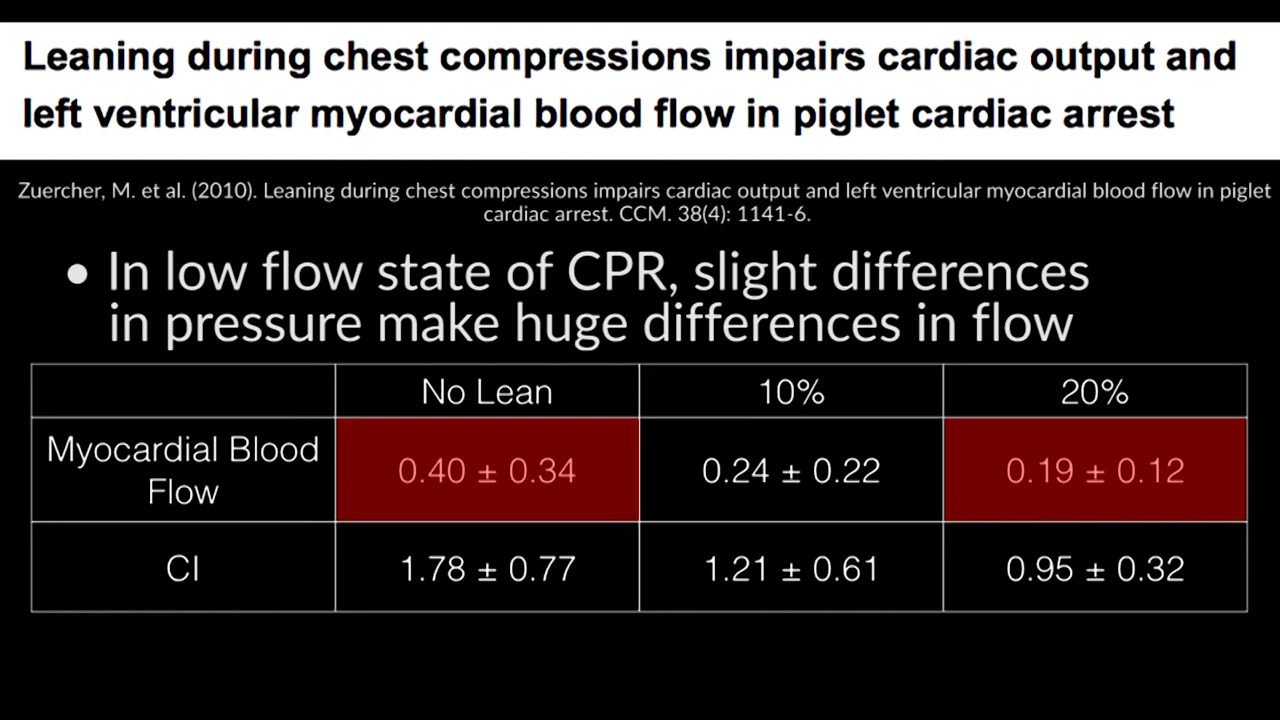 Leaning during chest compressions impairs cardiac output and
left ventricular myocardial blood flow in piglet cardiac arrest
Zuercher, M. et al. (2010). Leaning during chest compressions impairs cardiac output and left ventricular myocardial blood flow in piglet
cardiac arrest. CCM. 38(4): 1141-6.
• In low flow state of CPR, slight differences
in pressure make huge differences in flow
No Lean 10% 20%
Myocardial Blood
Flow 0.40 ± 0.34 0.24 ± 0.22 0.19 ± 0.12
CI 1.78 ± 0.77 1.21 ± 0.61 0.95 ± 0.32